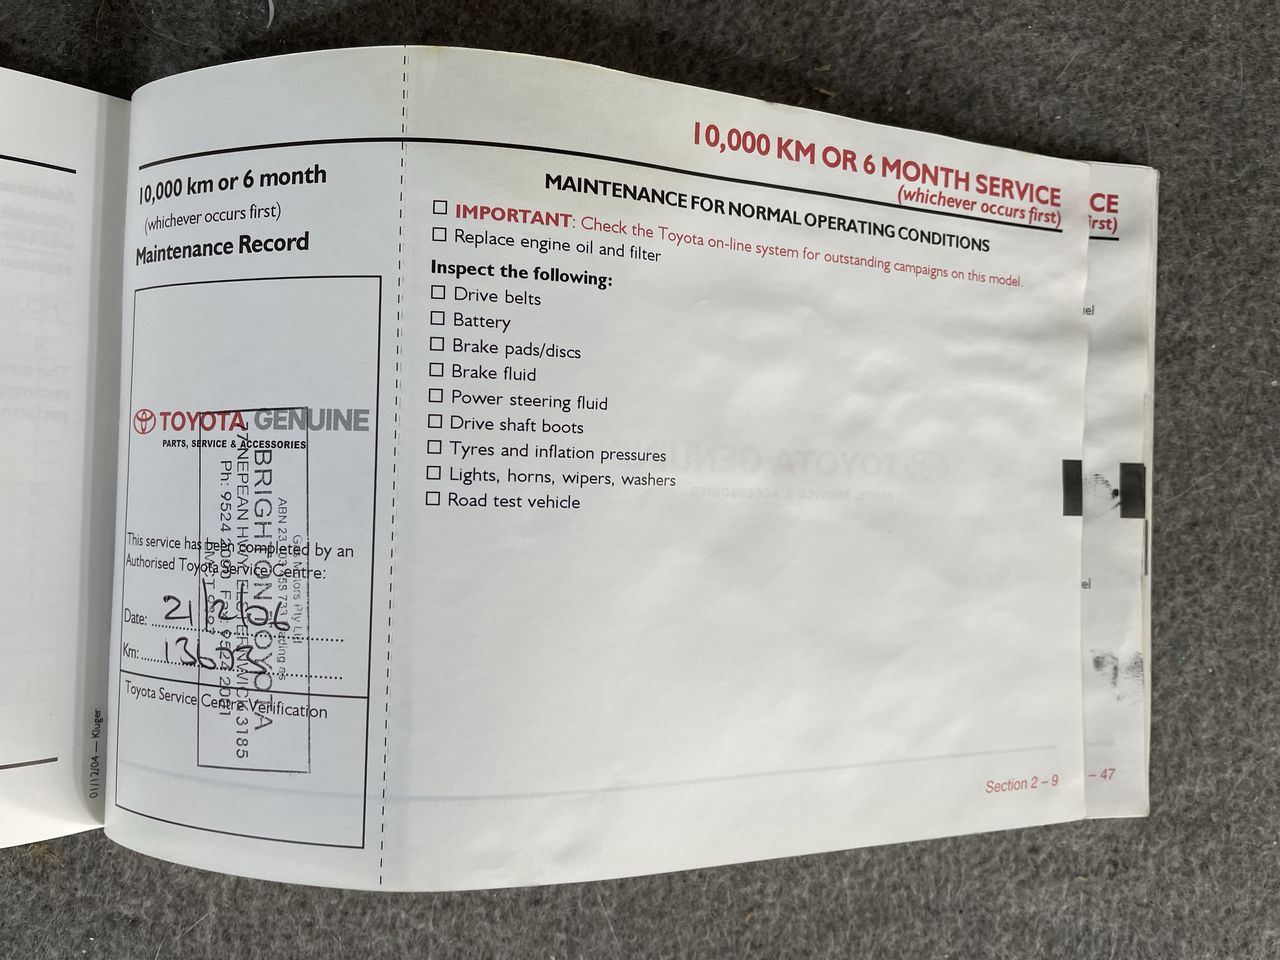 10,000 km or 6 month
(whichever occurs first)
Maintenance Record
TOYOTA GENUINE
PARTS, SERVICE & ACCESSORIES
This service has been completed by an
Authorised Toyota Service Centre:
Date:
Km:
Toyota Service Centre Verification
BRIGHTON TOYOTA
NEPEAN HWY ELSTERNWICK 3185
01/12/04 — Kluger
10,000 KM OR 6 MONTH SERVICE
(whichever occurs first)
MAINTENANCE FOR NORMAL OPERATING CONDITIONS
IMPORTANT: Check the Toyota on-line system for outstanding campaigns on this model.
Replace engine oil and filter
Inspect the following:
Drive belts
Battery
Brake pads/discs
Brake fluid
Power steering fluid
Drive shaft boots
Tyres and inflation pressures
Lights, horns, wipers, washers
Road test vehicle
Section 2 – 9
CE
irst)
el
– 47